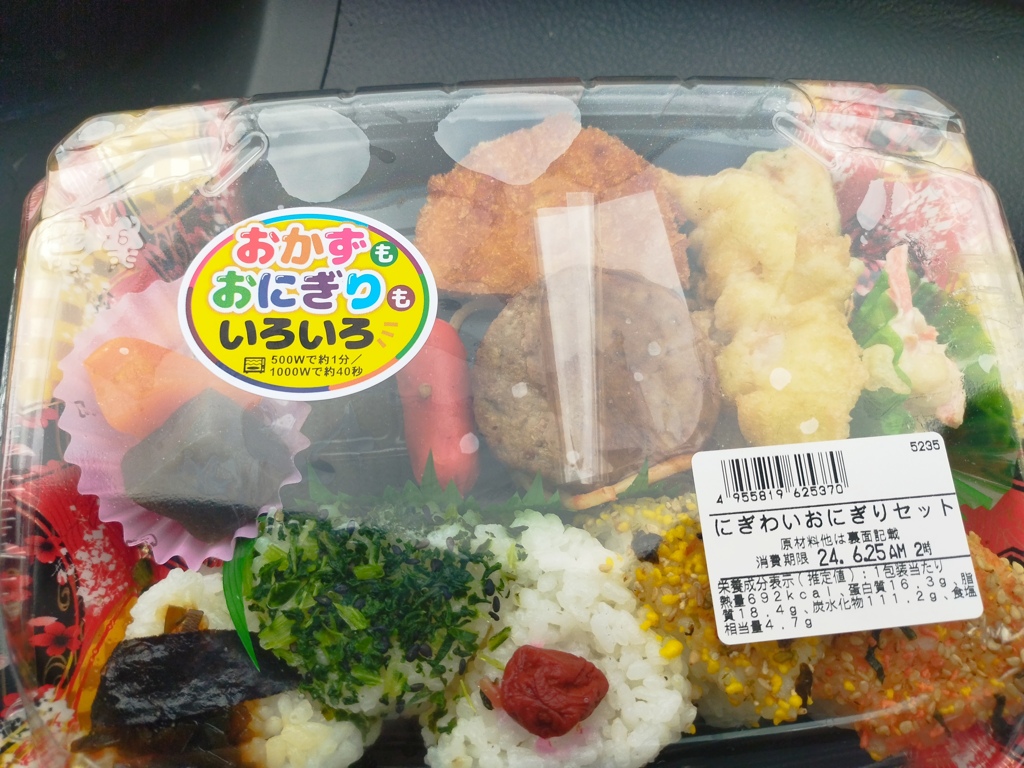 おかずも
おにぎりも
いろいろ
500Wで約1分/
1000Wで約40秒
5235
4 955819 625370
にぎわいおにぎりセット
原材料他は裏面記載
消費期限 24. 6.25 AM 2時
栄養成分表示(推定値):1包装当たり
熱量692kcal、蛋白質16.3g、脂
質18.4g、炭水化物111.2g、食塩
相当量4.7g